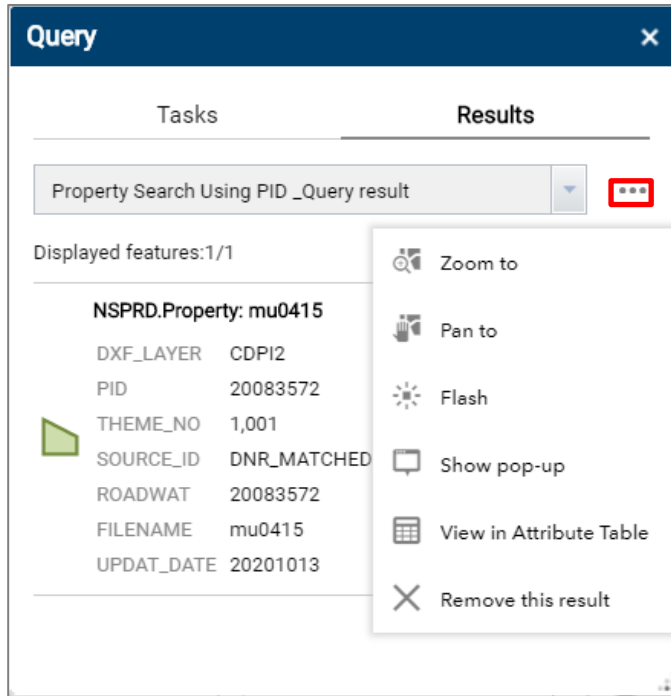 Query
Tasks Results
Property Search Using PID _Query result
Displayed features:1/1
NSPRD.Property: mu0415
DXF_LAYER CDPI2
PID 20083572
THEME_NO 1,001
SOURCE_ID DNR_MATCHED
ROADWAT 20083572
FILENAME mu0415
UPDAT_DATE 20201013
Zoom to
Pan to
Flash
Show pop-up
View in Attribute Table
Remove this result